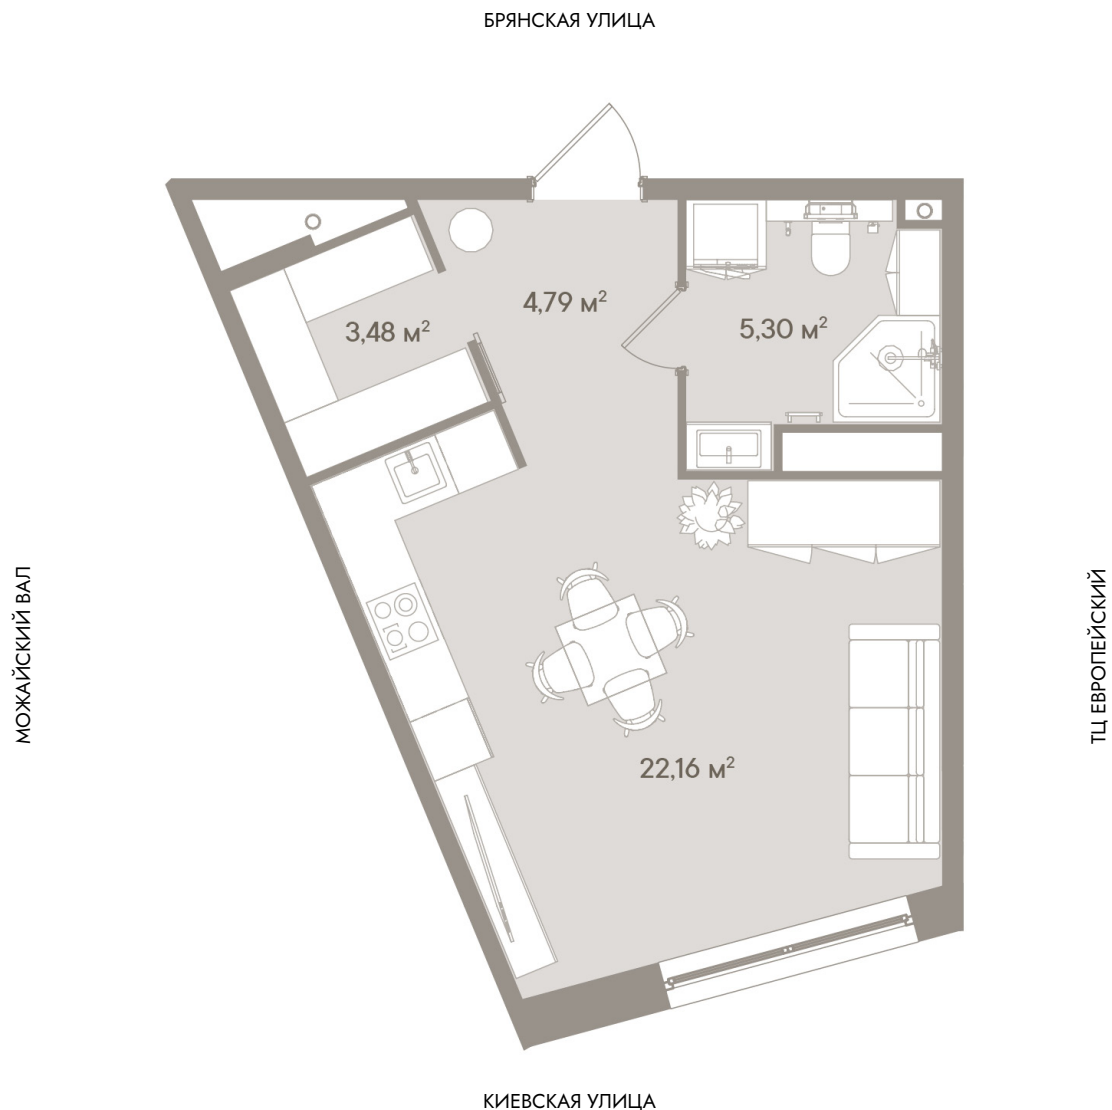 БРЯНСКАЯ УЛИЦА
4,79 м²
3,48 м²
5,30 м²
МОЖАЙСКИЙ ВАЛ
ТЦ ЕВРОПЕЙСКИЙ
22,16 м²
КИЕВСКАЯ УЛИЦА